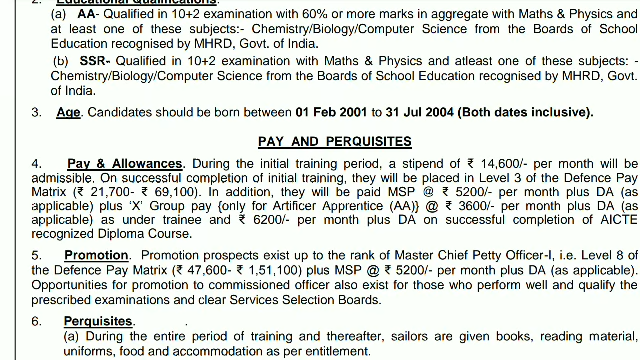 2. Educational Qualifications.
(a) AA- Qualified in 10+2 examination with 60% or more marks in aggregate with Maths & Physics and
at least one of these subjects:- Chemistry/Biology/Computer Science from the Boards of School
Education recognised by MHRD, Govt. of India.
(b) SSR- Qualified in 10+2 examination with Maths & Physics and atleast one of these subjects: -
Chemistry/Biology/Computer Science from the Boards of School Education recognised by MHRD, Govt.
of India.
3. Age. Candidates should be born between 01 Feb 2001 to 31 Jul 2004 (Both dates inclusive).
PAY AND PERQUISITES
4. Pay & Allowances. During the initial training period, a stipend of ₹ 14,600/- per month will be
admissible. On successful completion of initial training, they will be placed in Level 3 of the Defence Pay
Matrix (₹ 21,700- ₹ 69,100). In addition, they will be paid MSP @ ₹ 5200/- per month plus DA (as
applicable) plus ‘X’ Group pay {only for Artificer Apprentice (AA)} @ ₹ 3600/- per month plus DA (as
applicable) as under trainee and ₹ 6200/- per month plus DA on successful completion of AICTE
recognized Diploma Course.
5. Promotion. Promotion prospects exist up to the rank of Master Chief Petty Officer-I, i.e. Level 8 of
the Defence Pay Matrix (₹ 47,600- ₹ 1,51,100) plus MSP @ ₹ 5200/- per month plus DA (as applicable).
Opportunities for promotion to commissioned officer also exist for those who perform well and qualify the
prescribed examinations and clear Services Selection Boards.
6. Perquisites.
(a) During the entire period of training and thereafter, sailors are given books, reading material,
uniforms, food and accommodation as per entitlement.